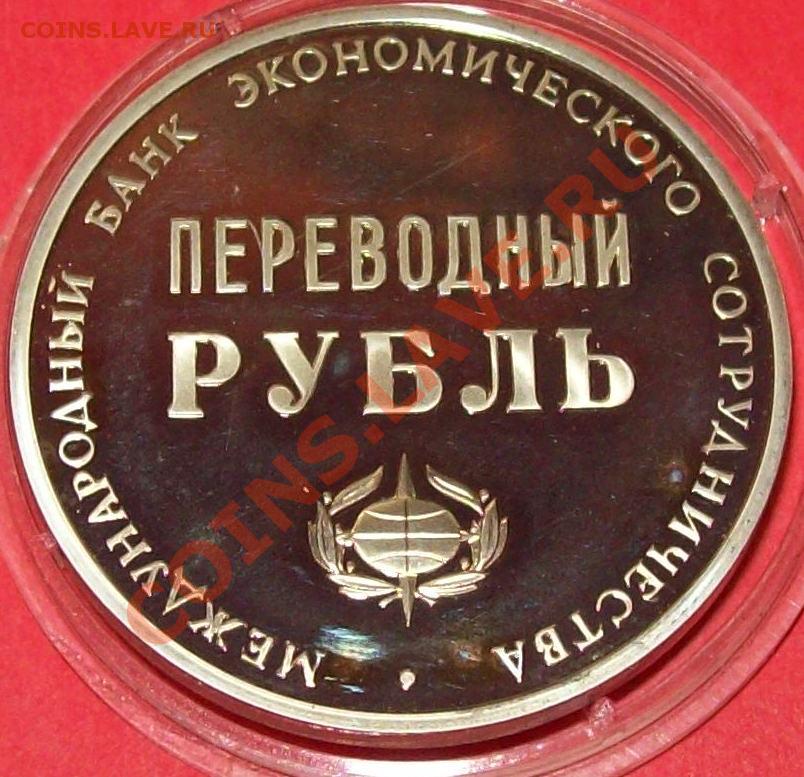 COINS.LAVE.RU
МЕЖДУНАРОДНЫЙ БАНК ЭКОНОМИЧЕСКОГО СОТРУДНИЧЕСТВА
ПЕРЕВОДНЫЙ
РУБЛЬ
COINS.LAVE.RU